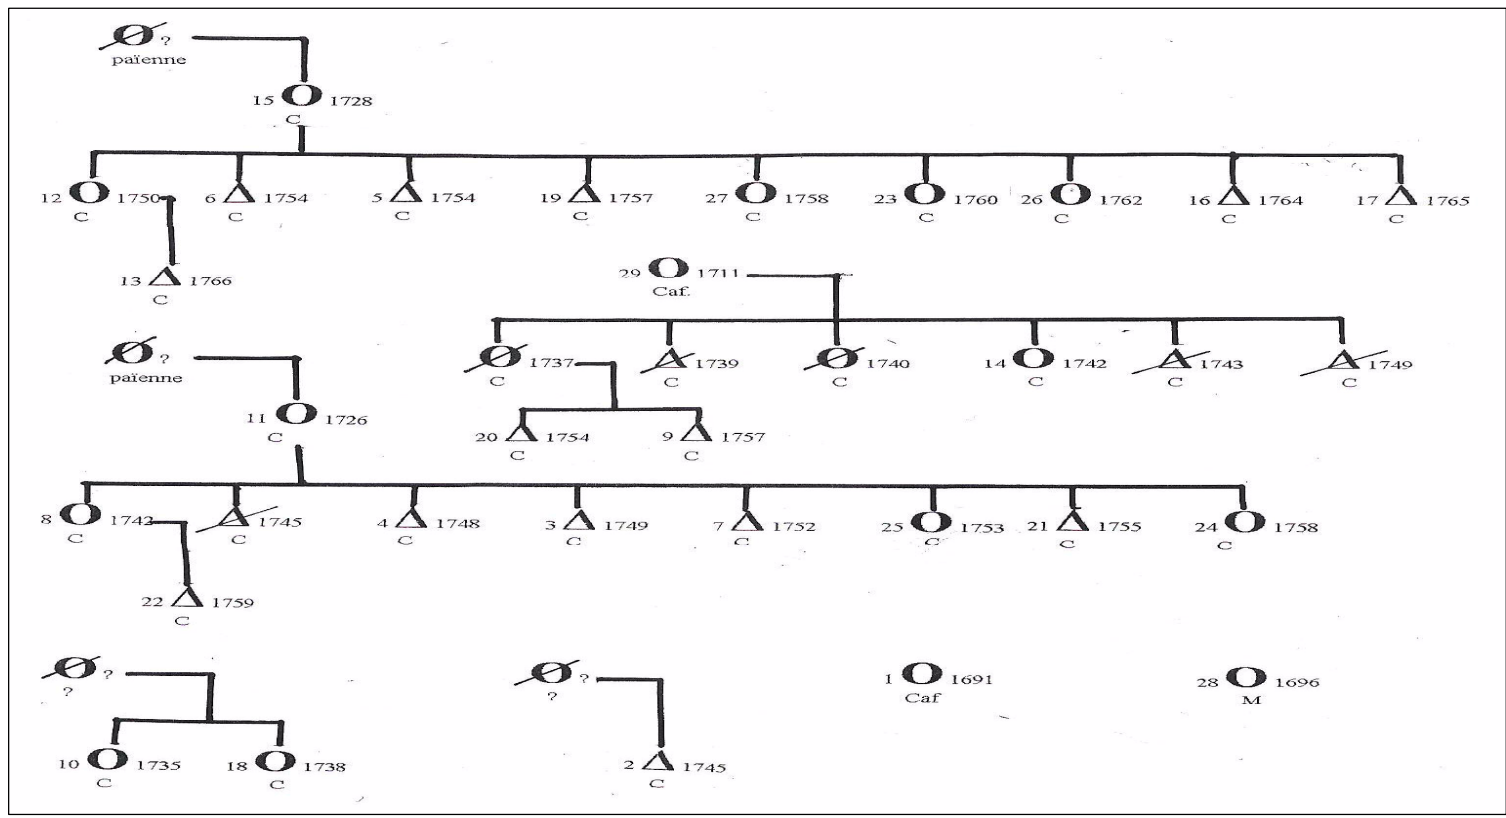 ?
païenne
15 1728
C
12 1750 6 1754 5 1754 19 1757 27 1758 23 1760 26 1762 16 1764 17 1765
C C C C C C C C C
13 1766
C
29 1711
Caf.
? 1737 1739 1740 14 1742 1743 1749
païenne C C C C C C
11 1726
C
20 1754 9 1757
C C
8 1742 1745 4 1748 3 1749 7 1752 25 1753 21 1755 24 1758
C C C C C C C C
22 1759
C
? ? 1 1691 28 1696
? ? Caf M
10 1735 18 1738 2 1745
C C C